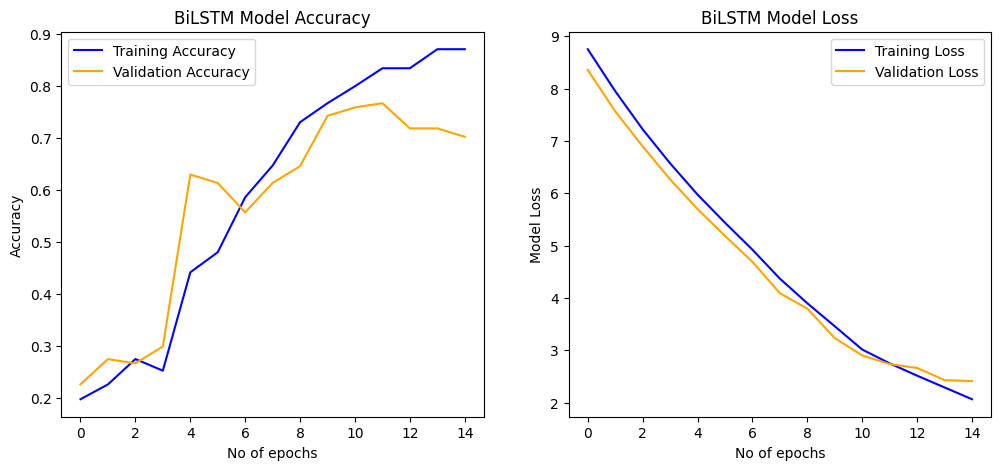 BiLSTM Model Accuracy
Training Accuracy
Validation Accuracy
Accuracy
0.9
0.8
0.7
0.6
0.5
0.4
0.3
0.2
0 2 4 6 8 10 12 14
No of epochs
BiLSTM Model Loss
Training Loss
Validation Loss
Model Loss
9
8
7
6
5
4
3
2
0 2 4 6 8 10 12 14
No of epochs